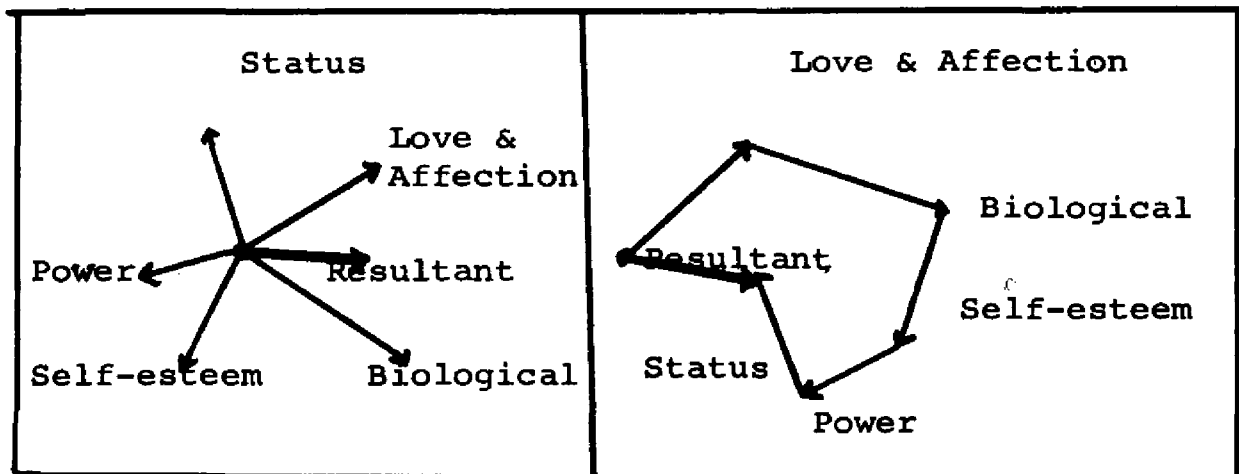 Status
Love &
Affection
Power
Resultant
Self-esteem
Biological
Love & Affection
Biological
Resultant
Self-esteem
Status
Power